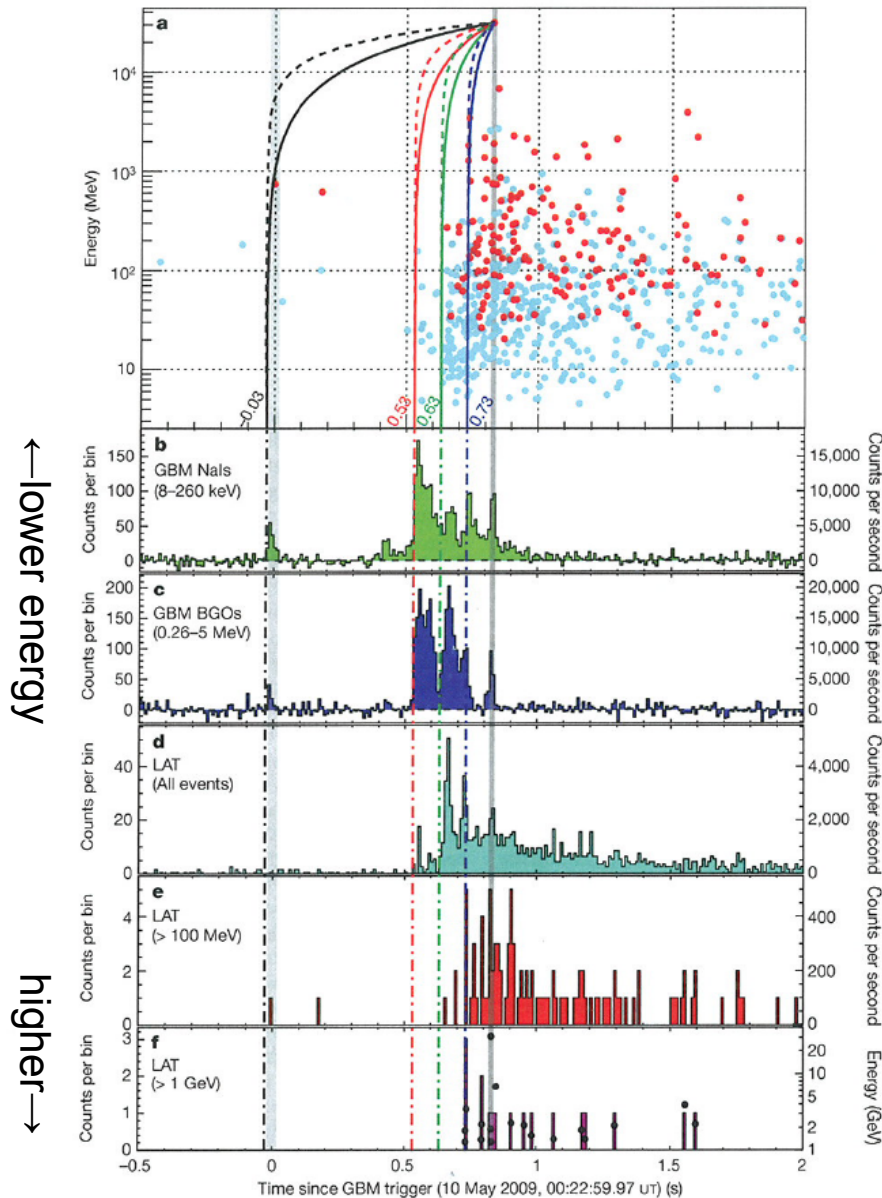 a
10⁴
10³
10²
10
Energy (MeV)
–0.03
0.53
0.63
0.73
←lower energy
higher→
b
GBM NaIs
(8–260 keV)
Counts per bin
150
100
50
0
15,000
10,000
5,000
0
Counts per second
c
GBM BGOs
(0.26–5 MeV)
Counts per bin
200
150
100
50
0
20,000
15,000
10,000
5,000
0
Counts per second
d
LAT
(All events)
Counts per bin
40
20
0
4,000
2,000
0
Counts per second
e
LAT
(> 100 MeV)
Counts per bin
4
2
0
400
200
0
Counts per second
f
LAT
(> 1 GeV)
Counts per bin
3
2
1
0
20
10
5
2
1
Energy (GeV)
–0.5
0
0.5
1
1.5
2
Time since GBM trigger (10 May 2009, 00:22:59.97 UT) (s)